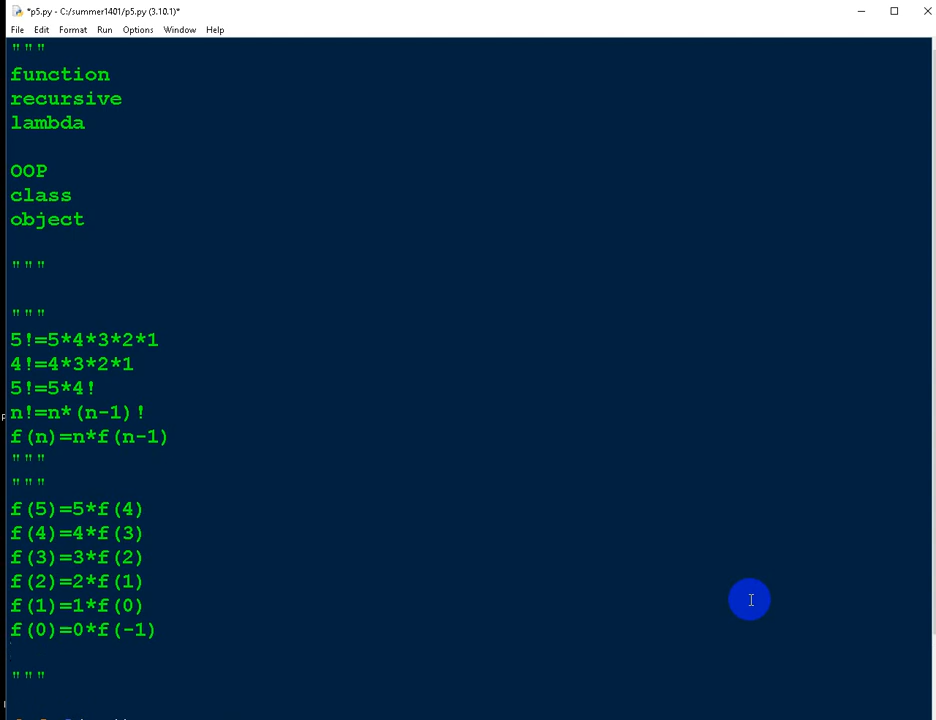 *p5.py - C:/summer1401/p5.py (3.10.1)*
File Edit Format Run Options Window Help
"""
function
recursive
lambda
OOP
class
object
"""
"""
5!=5*4*3*2*1
4!=4*3*2*1
5!=5*4!
n!=n*(n-1)!
f(n)=n*f(n-1)
"""
"""
f(5)=5*f(4)
f(4)=4*f(3)
f(3)=3*f(2)
f(2)=2*f(1)
f(1)=1*f(0)
f(0)=0*f(-1)
"""